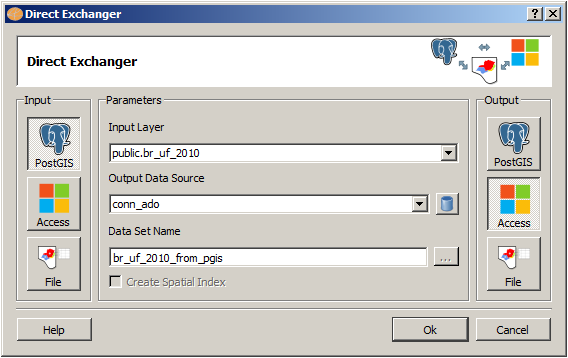 Direct Exchanger
Direct Exchanger
Input
PostGIS
Access
File
Parameters
Input Layer
public.br_uf_2010
Output Data Source
conn_ado
Data Set Name
br_uf_2010_from_pgis
...
Create Spatial Index
Output
PostGIS
Access
File
Help
Ok
Cancel